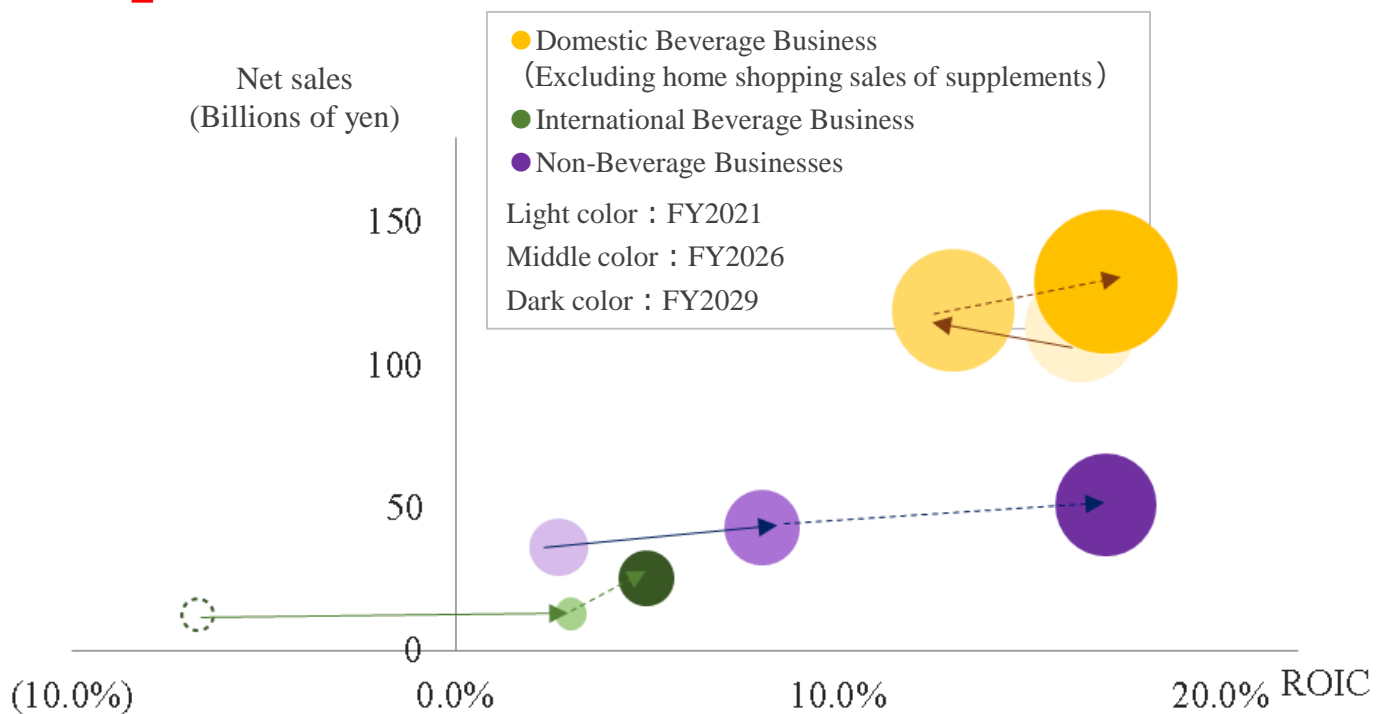 Domestic Beverage Business
（Excluding home shopping sales of supplements）
International Beverage Business
Non-Beverage Businesses
Light color：FY2021
Middle color：FY2026
Dark color：FY2029
Net sales
(Billions of yen)
150
100
50
0
(10.0%)
0.0%
10.0%
20.0%
ROIC